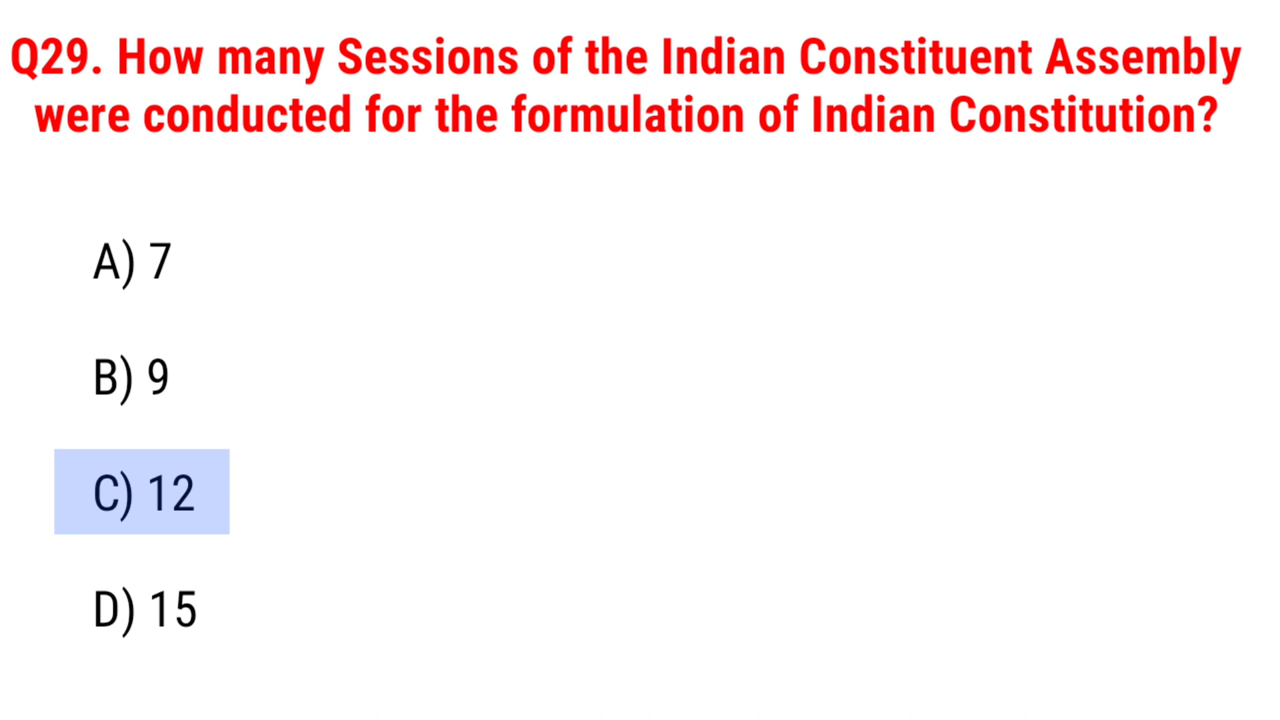 Q29. How many Sessions of the Indian Constituent Assembly
were conducted for the formulation of Indian Constitution?
A) 7
B) 9
C) 12
D) 15